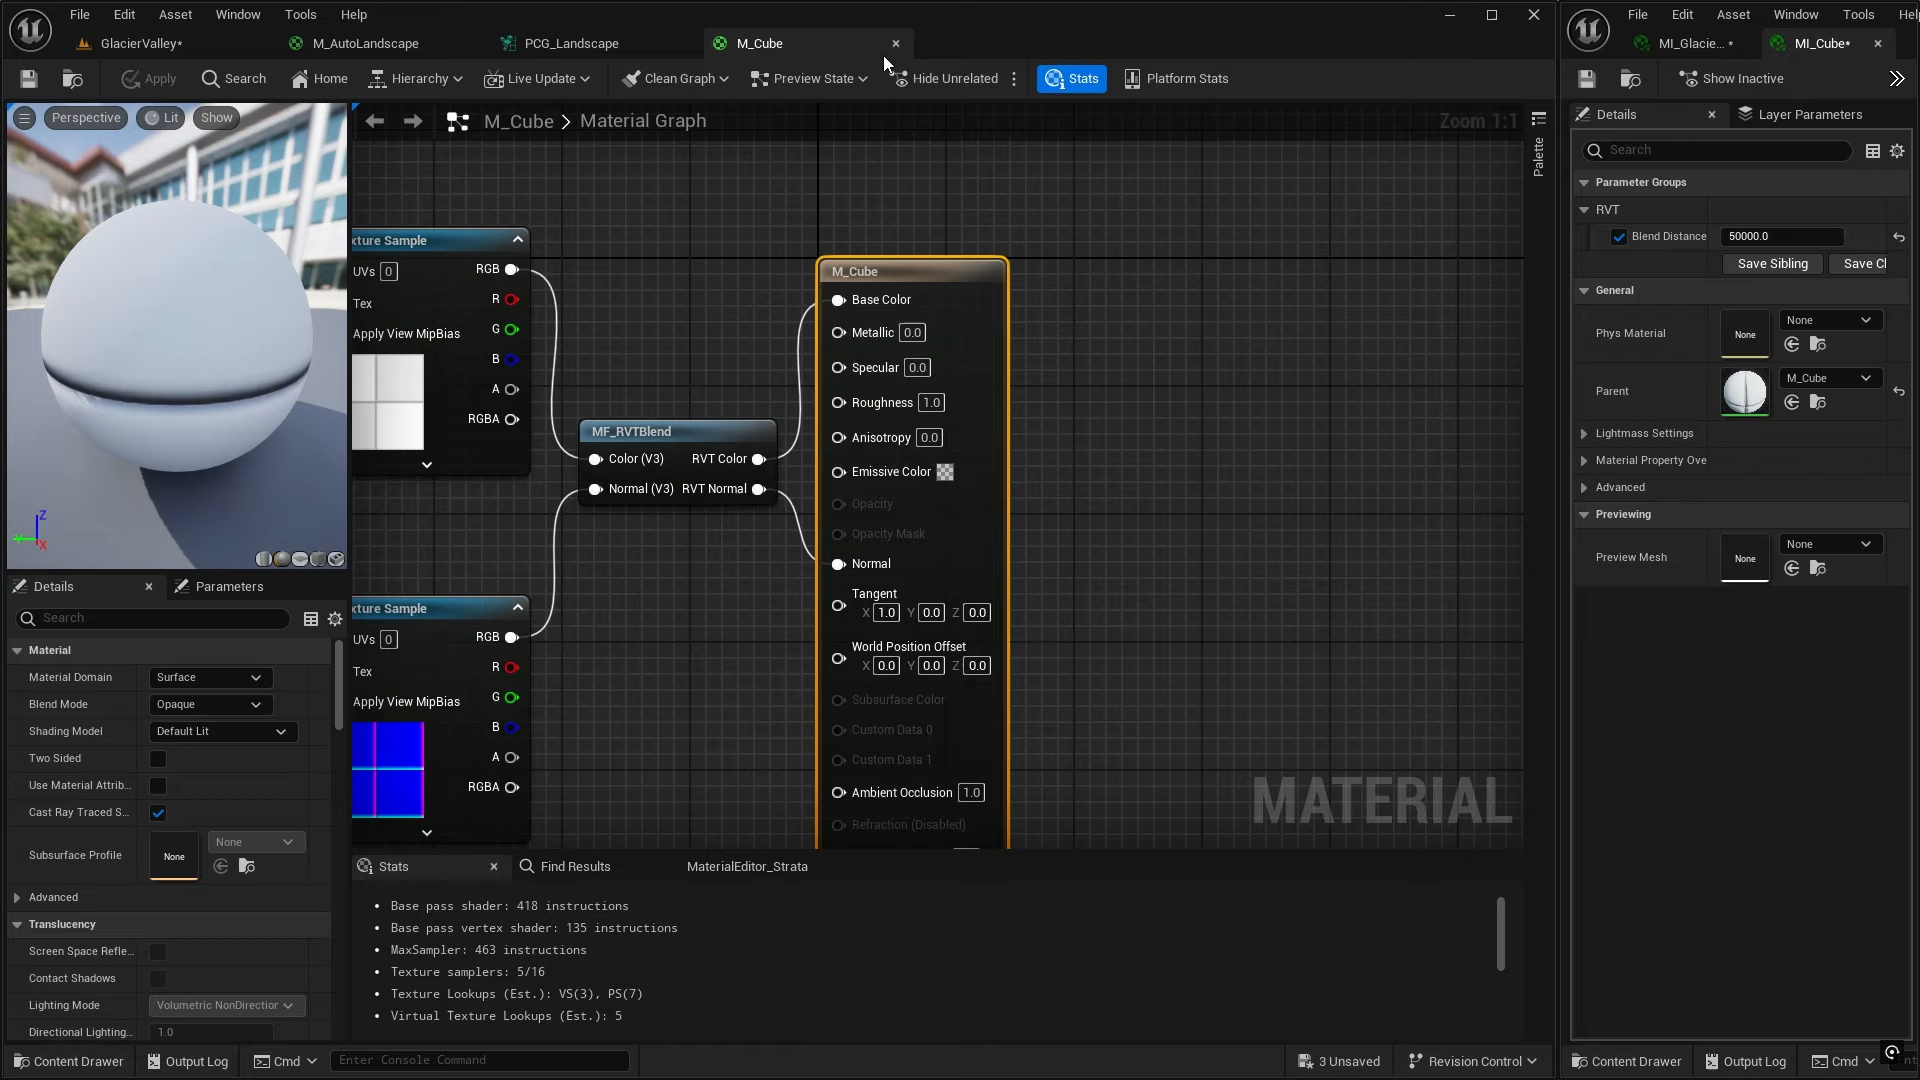 File Edit Asset Window Tools Help
GlacierValley*
M_AutoLandscape
PCG_Landscape
M_Cube
Apply
Search
Home
Hierarchy
Live Update
Clean Graph
Preview State
Hide Unrelated
Stats
Platform Stats
Perspective
Lit
Show
M_Cube > Material Graph
Zoom 1:1
Palette
xture Sample
UVs 0
RGB
Tex
R
Apply View MipBias
G
B
A
RGBA
MF_RVTBlend
Color (V3) RVT Color
Normal (V3) RVT Normal
xture Sample
UVs 0
RGB
Tex
R
Apply View MipBias
G
B
A
RGBA
M_Cube
Base Color
Metallic 0.0
Specular 0.0
Roughness 1.0
Anisotropy 0.0
Emissive Color
Opacity
Opacity Mask
Normal
Tangent
X 1.0 Y 0.0 Z 0.0
World Position Offset
X 0.0 Y 0.0 Z 0.0
Subsurface Color
Custom Data 0
Custom Data 1
Ambient Occlusion 1.0
Refraction (Disabled)
MATERIAL
Z
Y
X
Details
Parameters
Search
Material
Material Domain Surface
Blend Mode Opaque
Shading Model Default Lit
Two Sided
Use Material Attrib...
Cast Ray Traced S...
Subsurface Profile None None
Advanced
Translucency
Screen Space Refle...
Contact Shadows
Lighting Mode Volumetric NonDirection
Directional Lighting... 1.0
Stats
Find Results
MaterialEditor_Strata
• Base pass shader: 418 instructions
• Base pass vertex shader: 135 instructions
• MaxSampler: 463 instructions
• Texture samplers: 5/16
• Texture Lookups (Est.): VS(3), PS(7)
• Virtual Texture Lookups (Est.): 5
Content Drawer
Output Log
Cmd
Enter Console Command
3 Unsaved
Revision Control
File Edit Asset Window Tools Hel
MI_Glacie... *
MI_Cube*
Show Inactive
Details
Layer Parameters
Search
Parameter Groups
RVT
Blend Distance 50000.0
Save Sibling Save Cl
General
Phys Material None None
Parent M_Cube
Lightmass Settings
Material Property Ove
Advanced
Previewing
Preview Mesh None None
Content Drawer
Output Log
Cmd